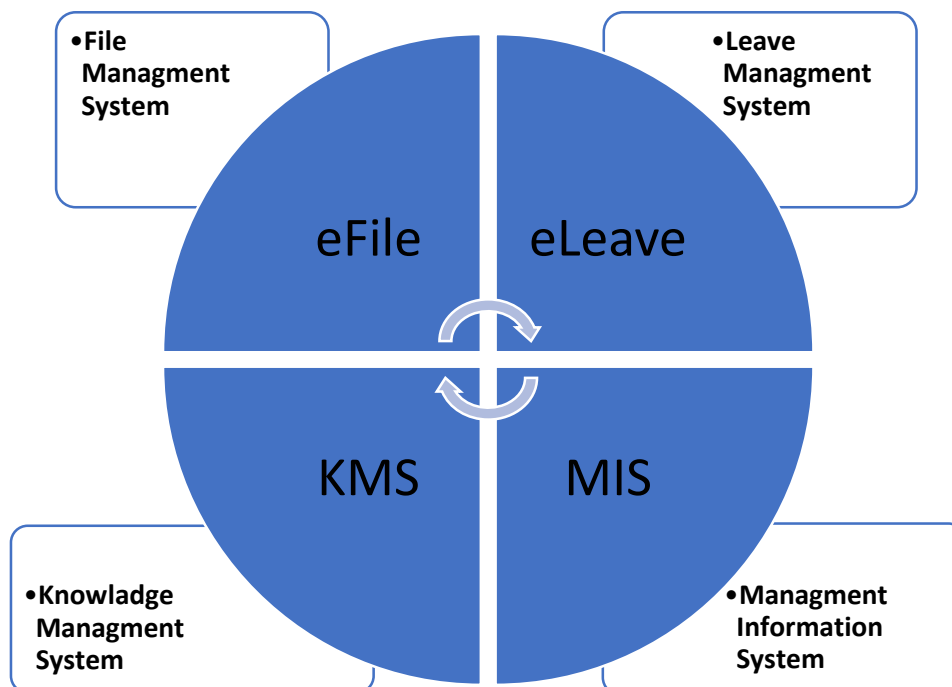 •File
Managment
System
•Leave
Managment
System
eFile
eLeave
KMS
MIS
•Knowladge
Managment
System
•Managment
Information
System